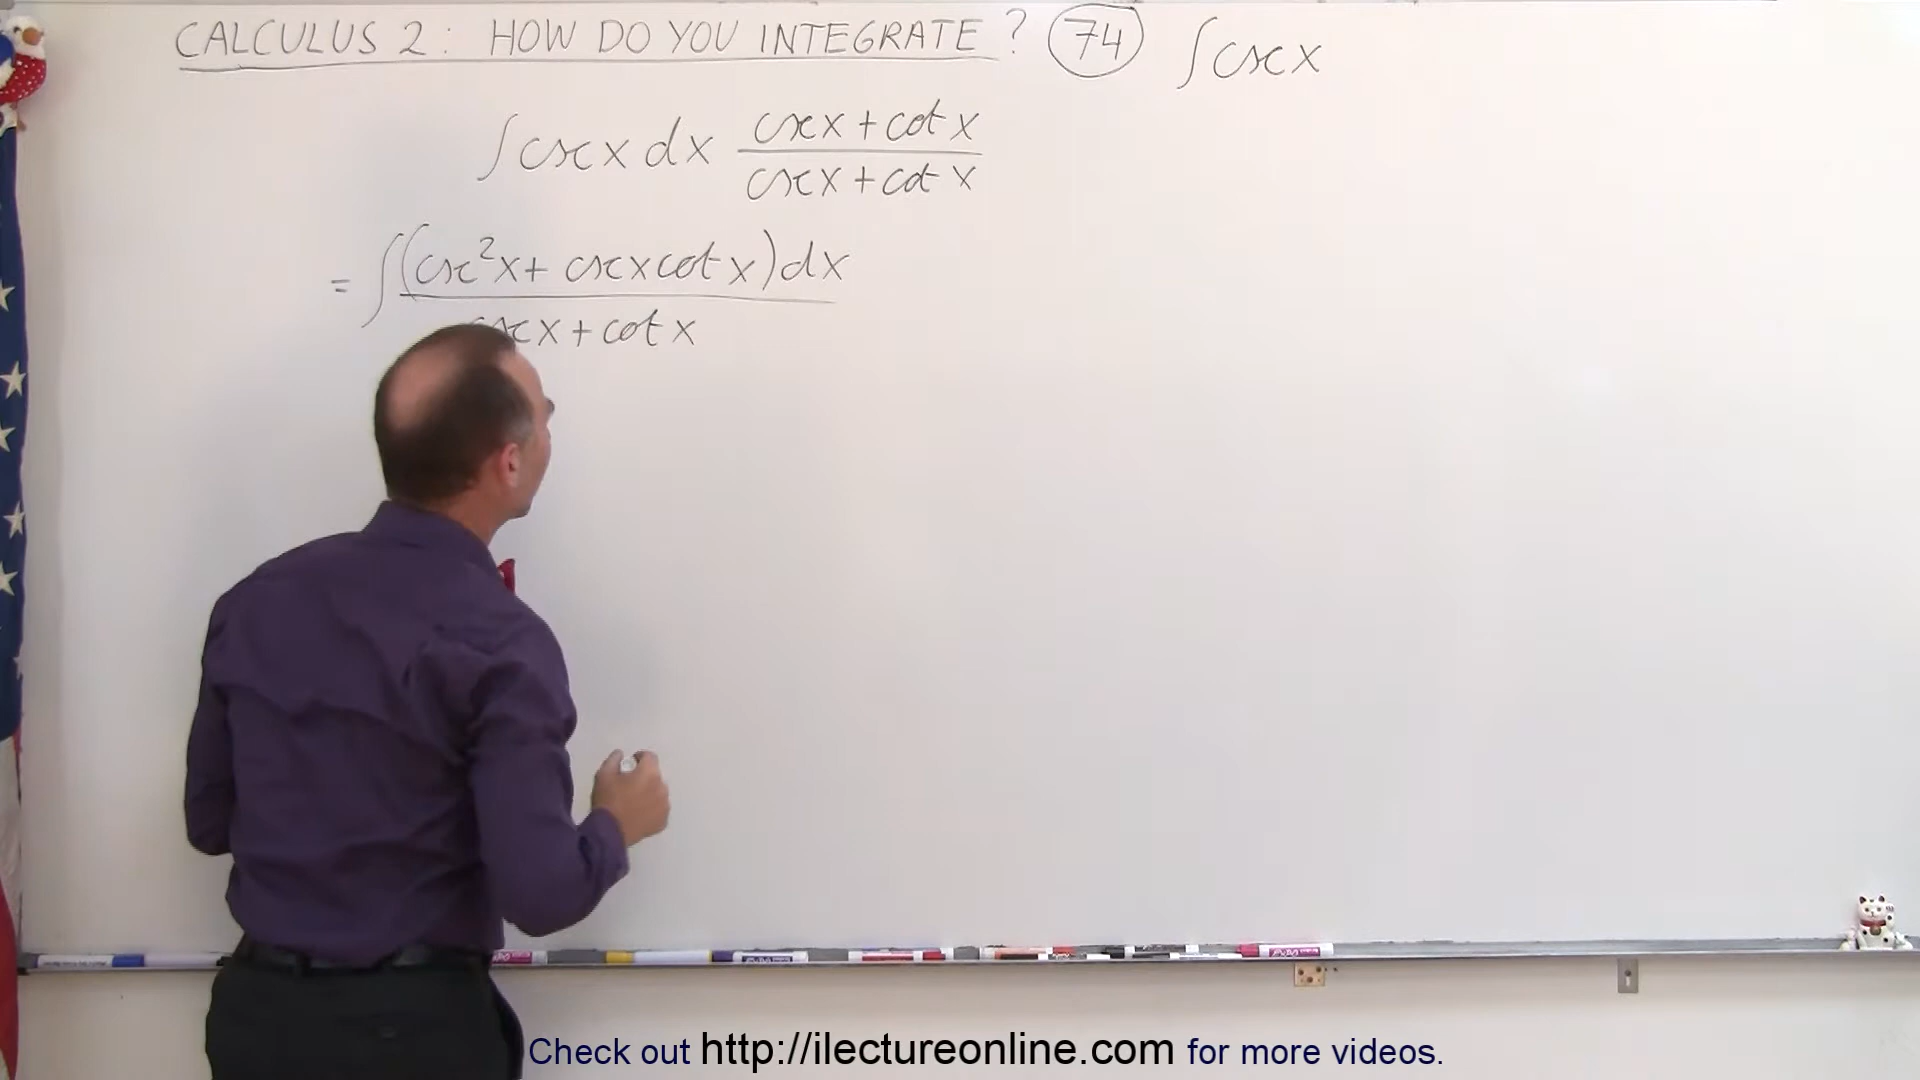 CALCULUS 2: HOW DO YOU INTEGRATE? 74 ∫csc x
∫csc x dx (csc x + cot x)/(csc x + cot x)
= ∫(csc²x + csc x cot x)dx
csc x + cot x
Check out http://ilectureonline.com for more videos.